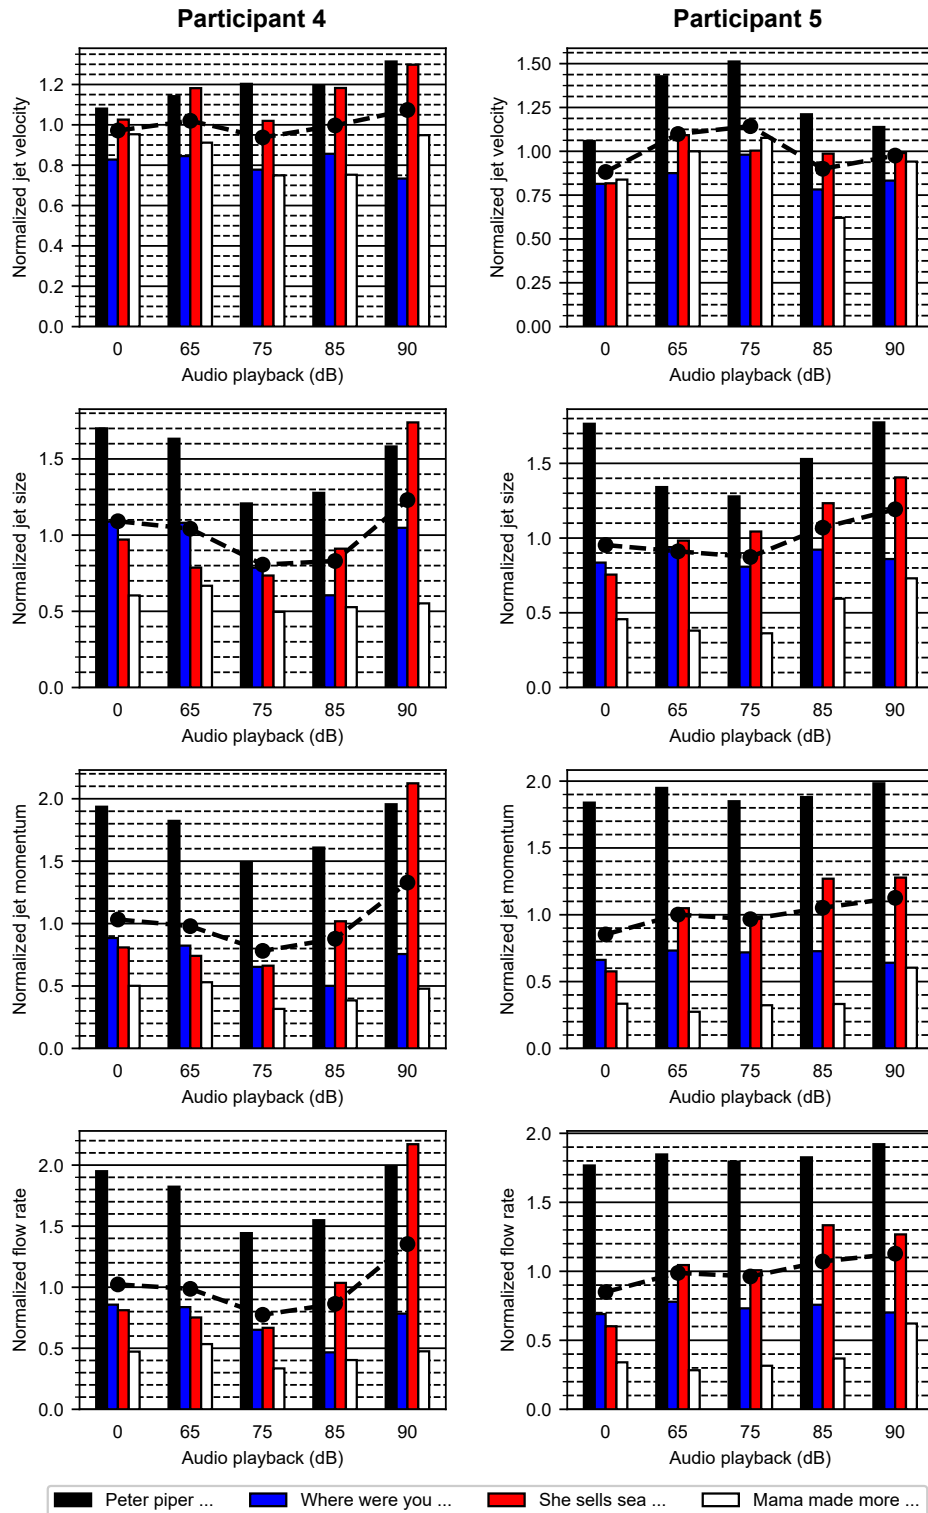 Participant 4
Participant 5
Normalized jet velocity
1.2
1.0
0.8
0.6
0.4
0.2
0.0
0 65 75 85 90
Audio playback (dB)
Normalized jet velocity
1.50
1.25
1.00
0.75
0.50
0.25
0.00
0 65 75 85 90
Audio playback (dB)
Normalized jet size
1.5
1.0
0.5
0.0
0 65 75 85 90
Audio playback (dB)
Normalized jet size
1.5
1.0
0.5
0.0
0 65 75 85 90
Audio playback (dB)
Normalized jet momentum
2.0
1.5
1.0
0.5
0.0
0 65 75 85 90
Audio playback (dB)
Normalized jet momentum
2.0
1.5
1.0
0.5
0.0
0 65 75 85 90
Audio playback (dB)
Normalized flow rate
2.0
1.5
1.0
0.5
0.0
0 65 75 85 90
Audio playback (dB)
Normalized flow rate
2.0
1.5
1.0
0.5
0.0
0 65 75 85 90
Audio playback (dB)
Peter piper ... Where were you ... She sells sea ... Mama made more ...